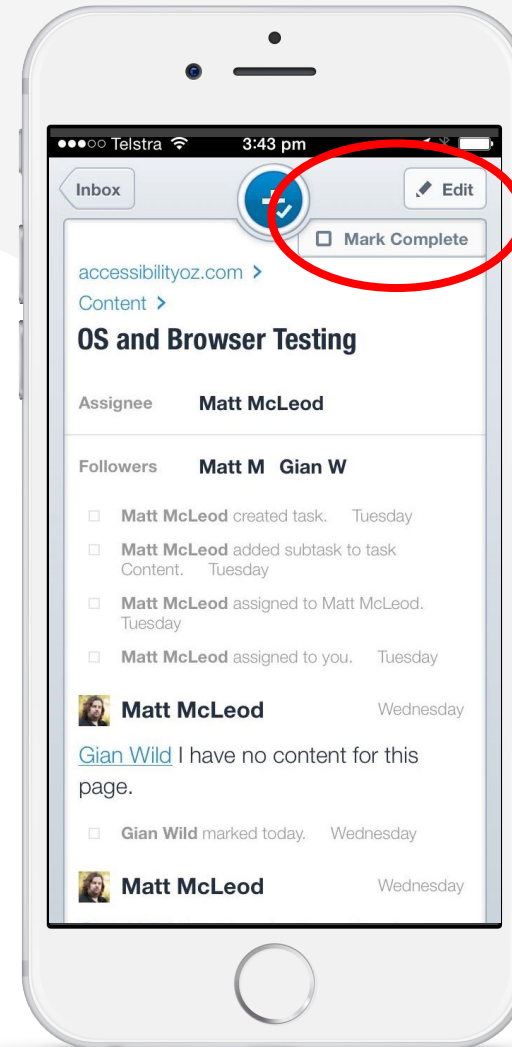 Telstra 3:43 pm
Inbox
Edit
Mark Complete
accessibilityoz.com >
Content >
OS and Browser Testing
Assignee Matt McLeod
Followers Matt M Gian W
Matt McLeod created task. Tuesday
Matt McLeod added subtask to task
Content. Tuesday
Matt McLeod assigned to Matt McLeod.
Tuesday
Matt McLeod assigned to you. Tuesday
Matt McLeod Wednesday
Gian Wild I have no content for this
page.
Gian Wild marked today. Wednesday
Matt McLeod Wednesday